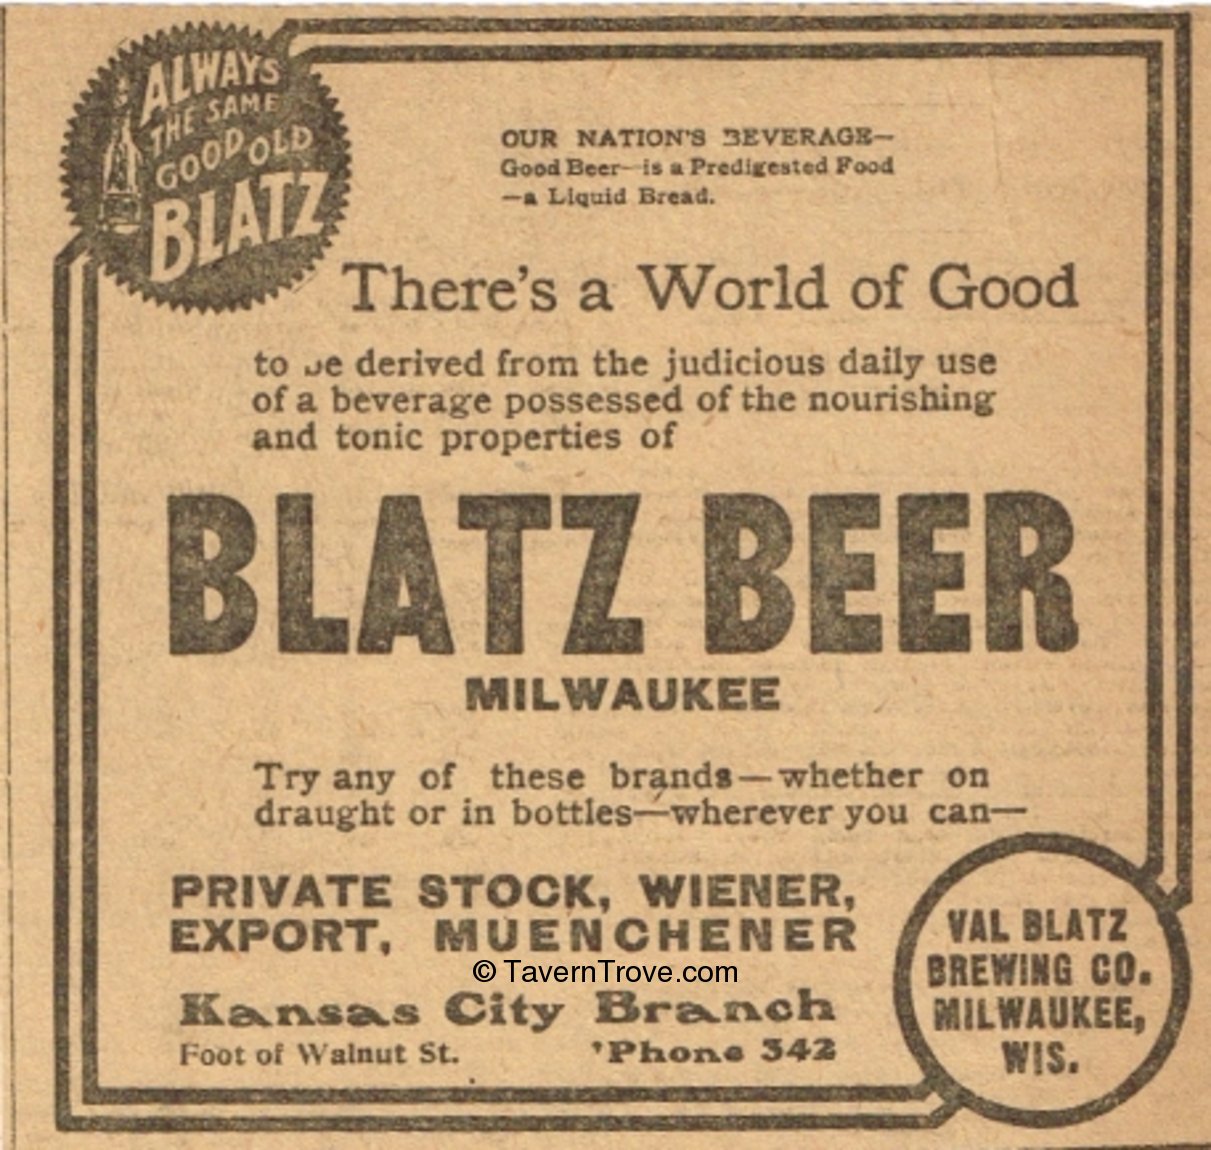 ALWAYS
THE SAME
GOOD OLD
BLATZ
OUR NATION'S BEVERAGE—
Good Beer—is a Predigested Food
—a Liquid Bread.
There's a World of Good
to be derived from the judicious daily use
of a beverage possessed of the nourishing
and tonic properties of
BLATZ BEER
MILWAUKEE
Try any of these brands—whether on
draught or in bottles—wherever you can—
PRIVATE STOCK, WIENER,
EXPORT, MUENCHENER
© TavernTrove.com
Kansas City Branch
Foot of Walnut St. 'Phone 342
VAL BLATZ
BREWING CO.
MILWAUKEE,
WIS.